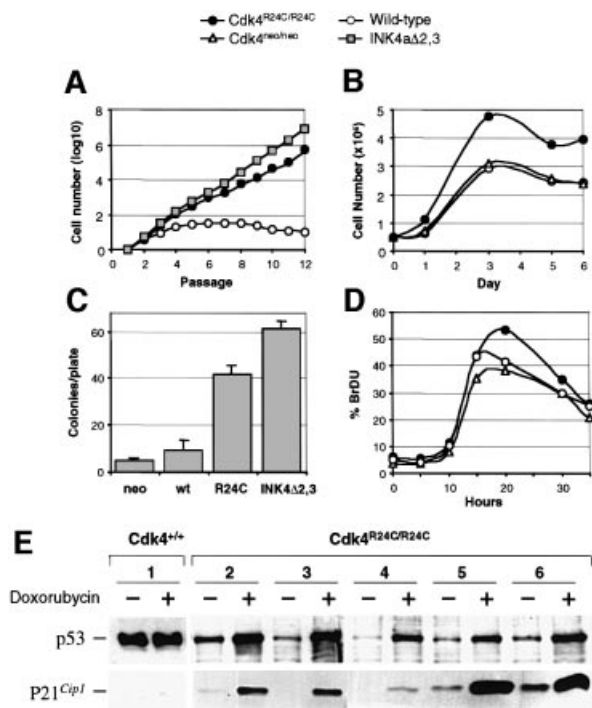 Cdk4R24C/R24C Wild-type
Cdk4neo/neo INK4aΔ2,3
A
Cell number (log10)
8
6
4
2
0
0 2 4 6 8 10 12
Passage
B
Cell Number (x10⁶)
5
4
3
2
1
0
0 1 3 5 6
Day
C
Colonies/plate
60
40
20
0
neo wt R24C INK4Δ2,3
D
% BrDU
60
50
40
30
20
10
0
0 10 20 30
Hours
E
Cdk4+/+ Cdk4R24C/R24C
1 2 3 4 5 6
Doxorubycin − + − + − + − + − + − +
p53 –
P21Cip1 –